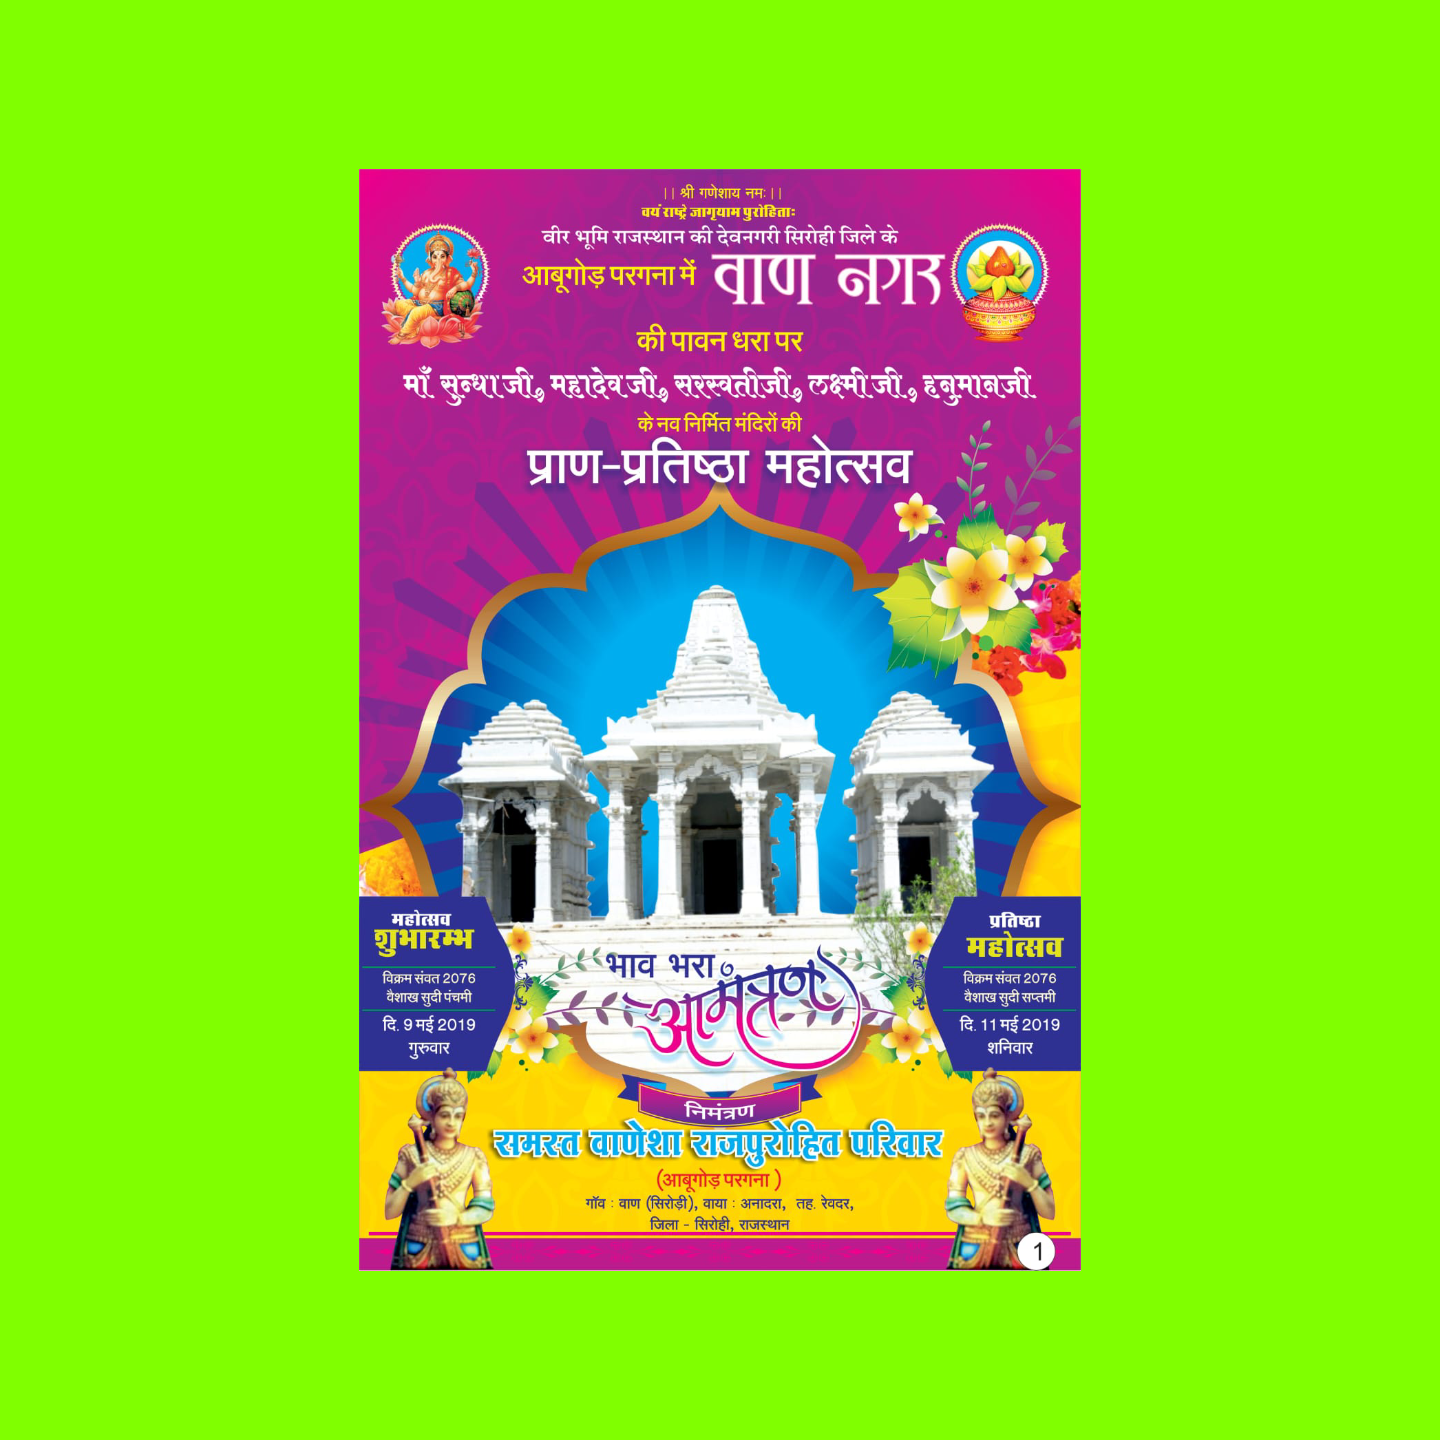 || श्री गणेशाय नमः ||
वयं राष्ट्रे जागृयाम पुरोहिताः
वीर भूमि राजस्थान की देवनगरी सिरोही जिले के
आबूगोड़ परगना में वाण नगर
की पावन धरा पर
माँ सुन्धाजी, महादेवजी, सरस्वतीजी, लक्ष्मीजी, हनुमानजी
के नव निर्मित मंदिरों की
प्राण-प्रतिष्ठा महोत्सव
महोत्सव
शुभारम्भ
विक्रम संवत 2076
वैशाख सुदी पंचमी
दि. 9 मई 2019
गुरुवार
प्रतिष्ठा
महोत्सव
विक्रम संवत 2076
वैशाख सुदी सप्तमी
दि. 11 मई 2019
शनिवार
भाव भरा
आमंत्रण
निमंत्रण
समस्त वाणेशा राजपुरोहित परिवार
(आबूगोड़ परगना )
गॉव : वाण (सिरोड़ी), वाया : अनादरा, तह. रेवदर,
जिला - सिरोही, राजस्थान
1